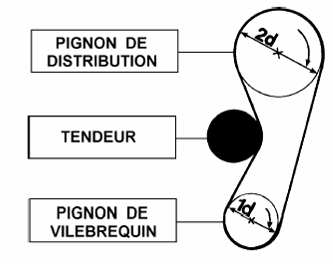 PIGNON DE
DISTRIBUTION
2d
TENDEUR
PIGNON DE
VILEBREQUIN
1d